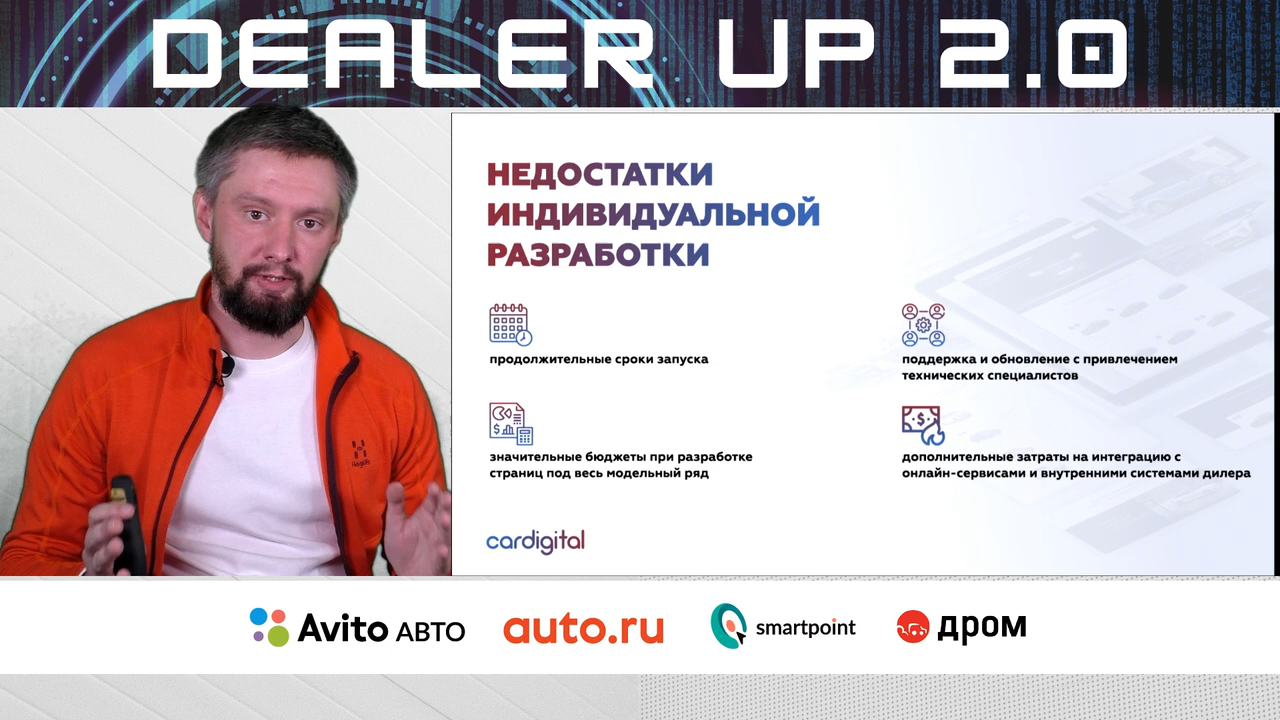 DEALER UP 2.0
НЕДОСТАТКИ
ИНДИВИДУАЛЬНОЙ
РАЗРАБОТКИ
продолжительные сроки запуска
поддержка и обновление с привлечением
технических специалистов
значительные бюджеты при разработке
страниц под весь модельный ряд
дополнительные затраты на интеграцию с
онлайн-сервисами и внутренними системами дилера
cardigital
Avito АВТО
auto.ru
smartpoint
дром